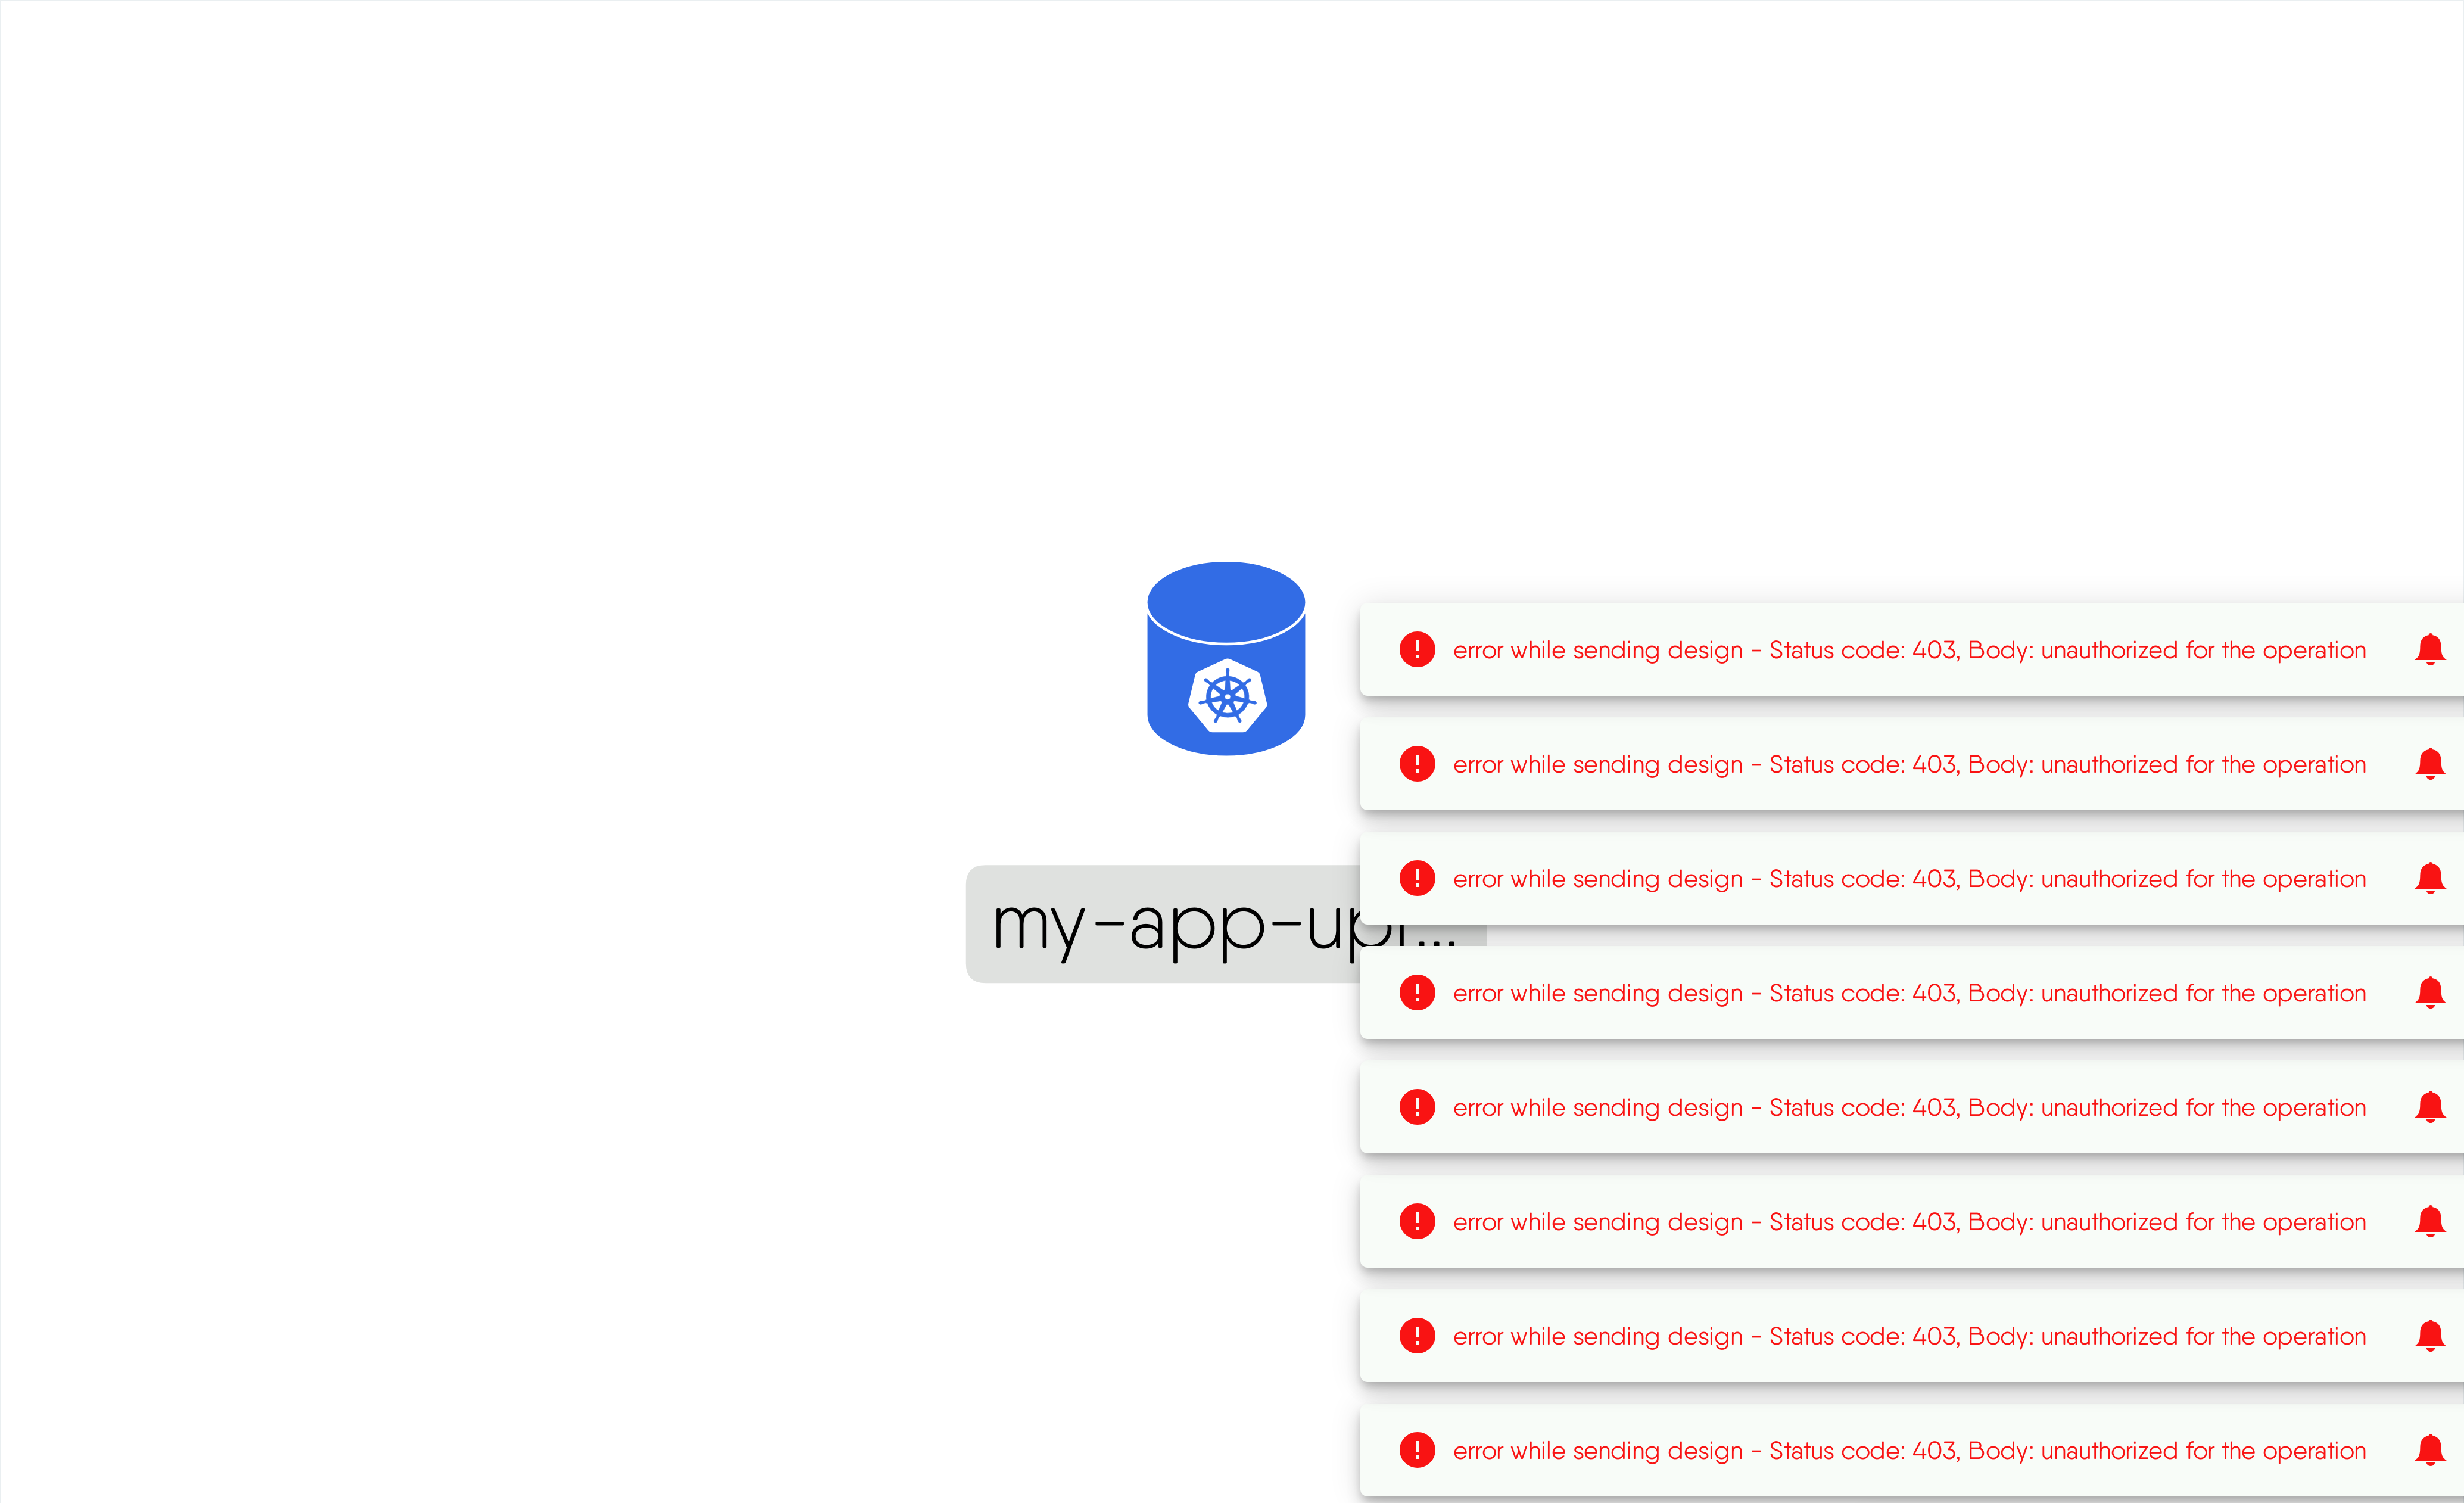 error while sending design - Status code: 403, Body: unauthorized for the operation
error while sending design - Status code: 403, Body: unauthorized for the operation
error while sending design - Status code: 403, Body: unauthorized for the operation
error while sending design - Status code: 403, Body: unauthorized for the operation
error while sending design - Status code: 403, Body: unauthorized for the operation
error while sending design - Status code: 403, Body: unauthorized for the operation
error while sending design - Status code: 403, Body: unauthorized for the operation
error while sending design - Status code: 403, Body: unauthorized for the operation